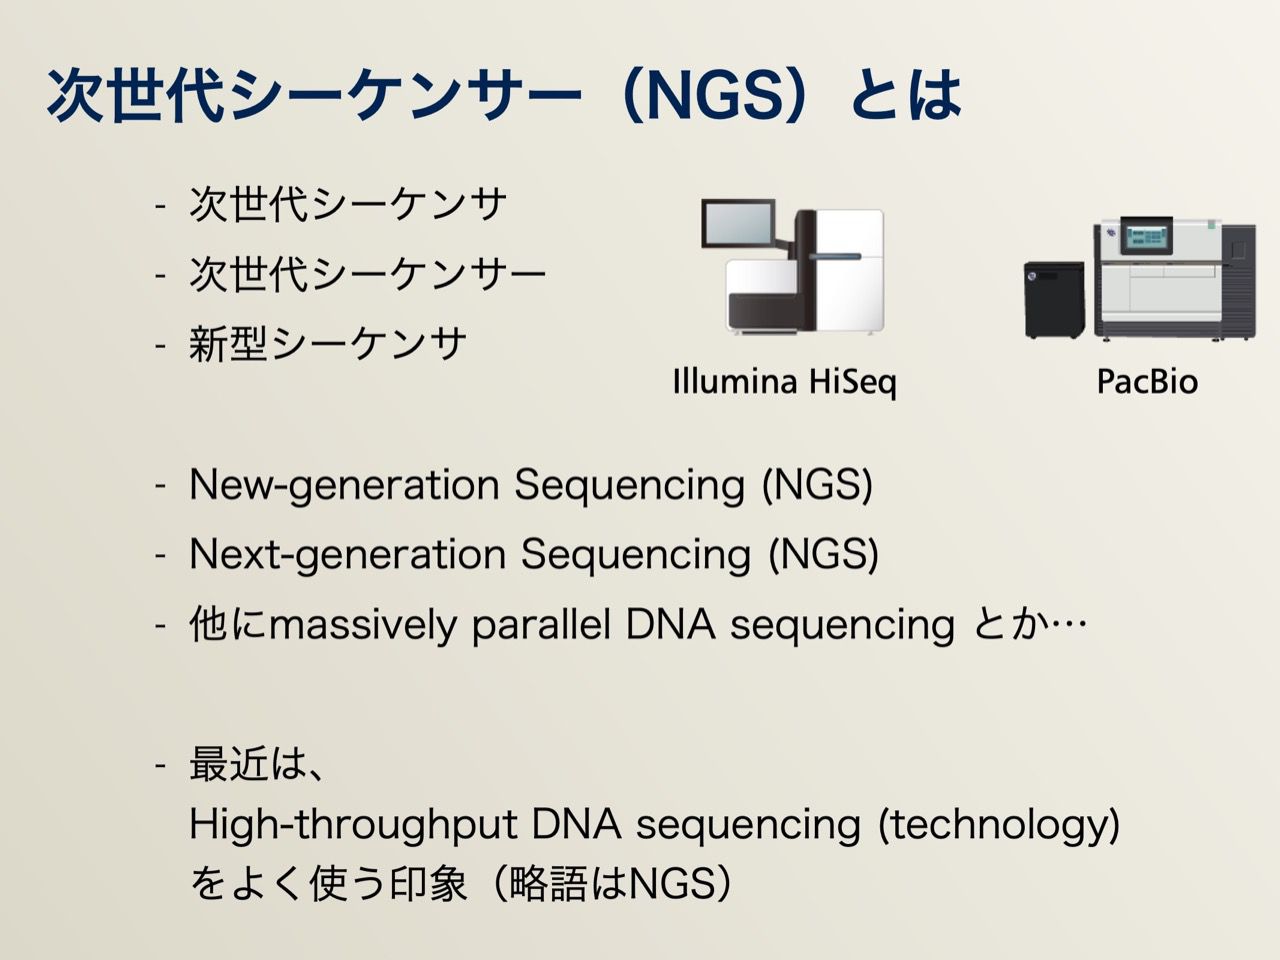 次世代シーケンサー（NGS）とは
- 次世代シーケンサ
- 次世代シーケンサー
- 新型シーケンサ
Illumina HiSeq
PacBio
- New-generation Sequencing (NGS)
- Next-generation Sequencing (NGS)
- 他にmassively parallel DNA sequencing とか…
- 最近は、
High-throughput DNA sequencing (technology)
をよく使う印象（略語はNGS）